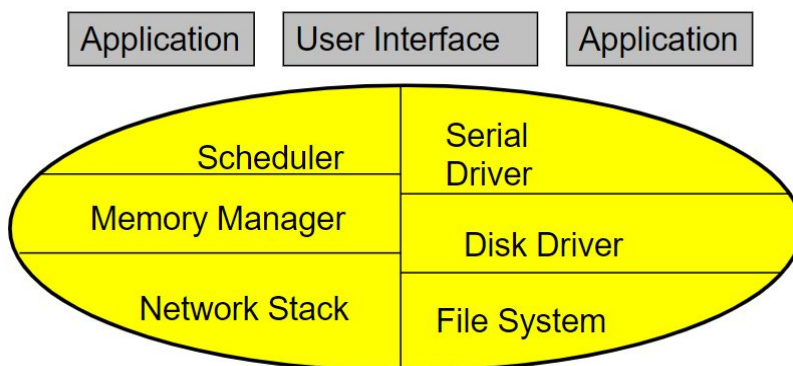 Application
User Interface
Application
Scheduler
Memory Manager
Network Stack
Serial
Driver
Disk Driver
File System